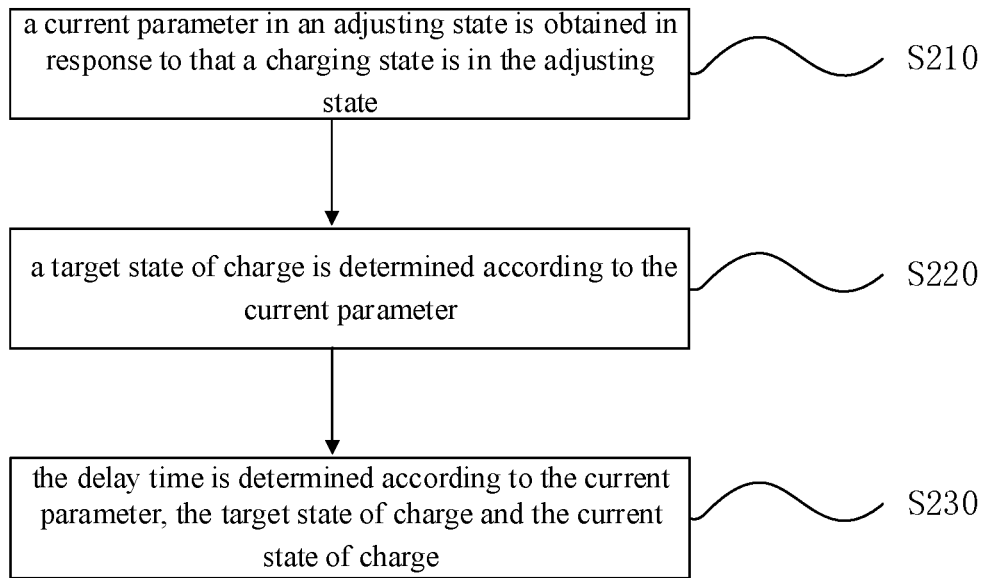 a current parameter in an adjusting state is obtained in
response to that a charging state is in the adjusting
state
S210
a target state of charge is determined according to the
current parameter
S220
the delay time is determined according to the current
parameter, the target state of charge and the current
state of charge
S230